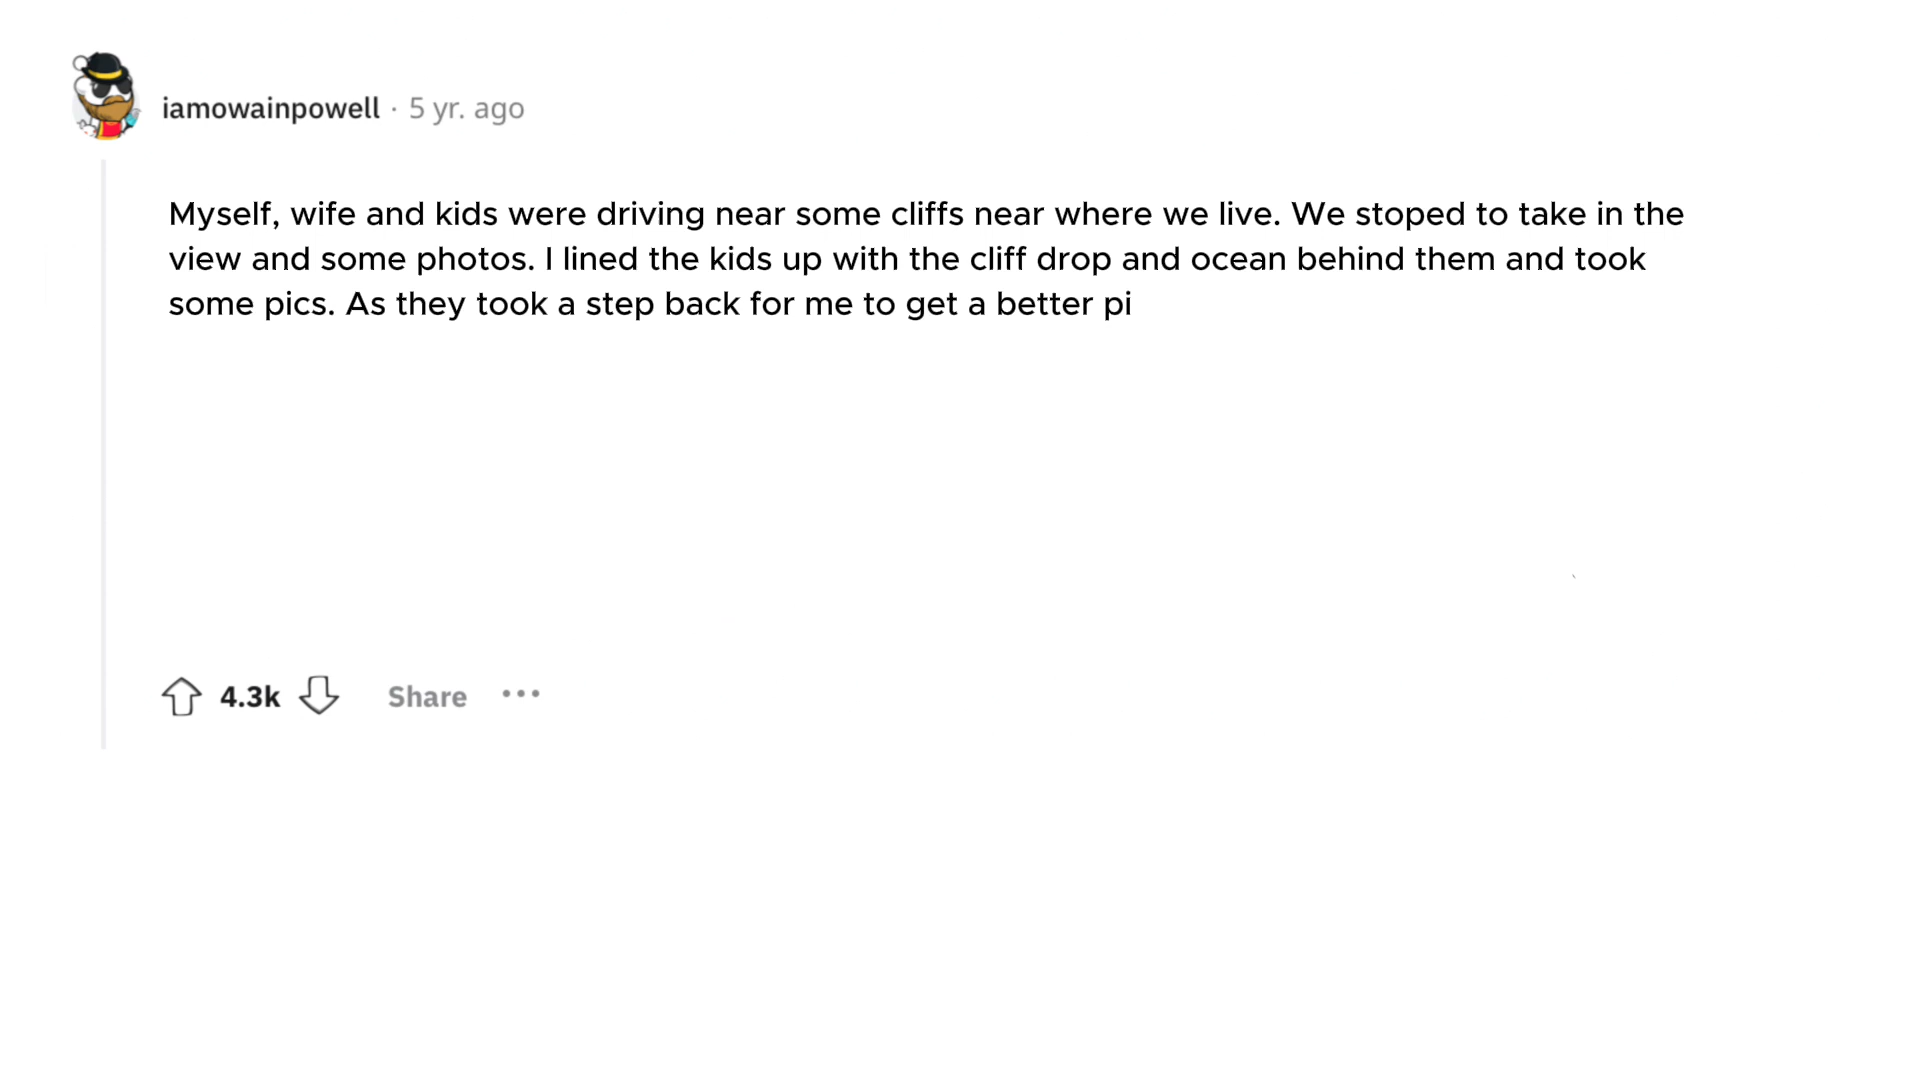 iamowainpowell · 5 yr. ago
Myself, wife and kids were driving near some cliffs near where we live. We stoped to take in the
view and some photos. I lined the kids up with the cliff drop and ocean behind them and took
some pics. As they took a step back for me to get a better pi
4.3k Share ···